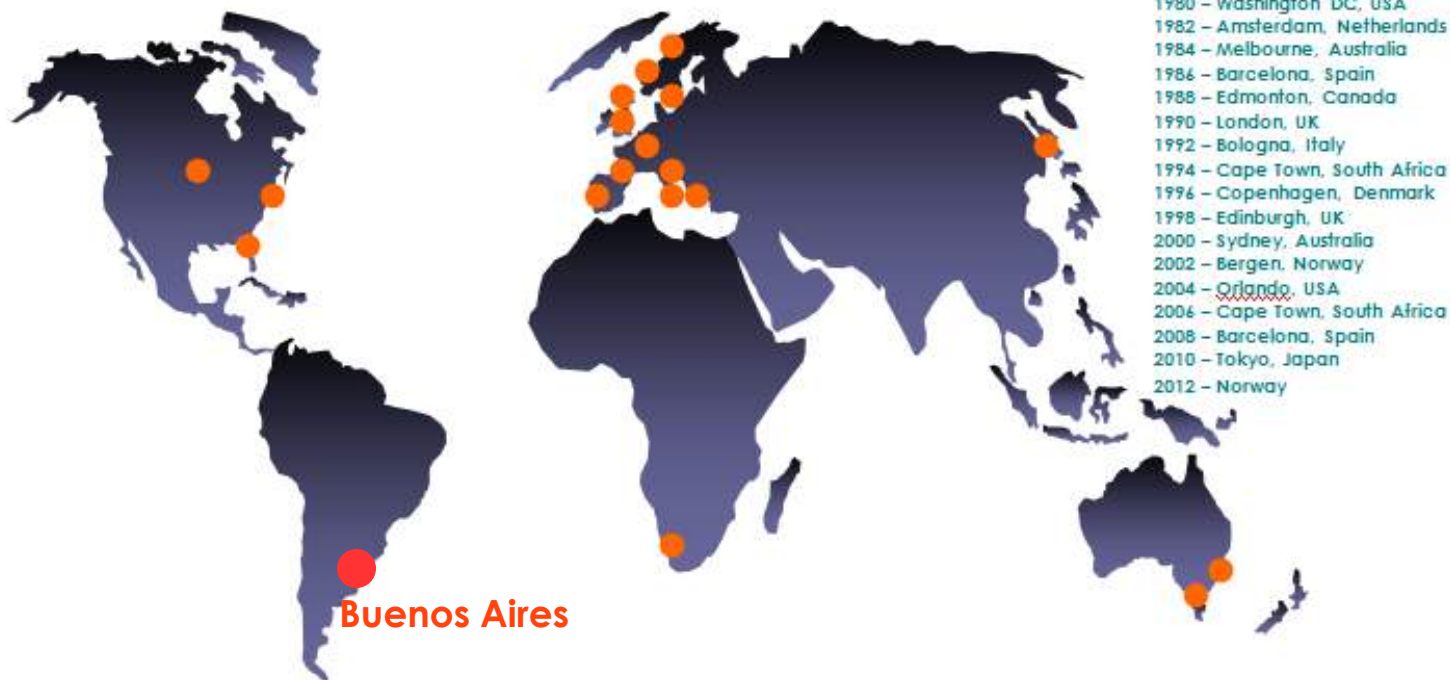 1980 – Washington DC, USA
1982 – Amsterdam, Netherlands
1984 – Melbourne, Australia
1986 – Barcelona, Spain
1988 – Edmonton, Canada
1990 – London, UK
1992 – Bologna, Italy
1994 – Cape Town, South Africa
1996 – Copenhagen, Denmark
1998 – Edinburgh, UK
2000 – Sydney, Australia
2002 – Bergen, Norway
2004 – Orlando, USA
2006 – Cape Town, South Africa
2008 – Barcelona, Spain
2010 – Tokyo, Japan
2012 – Norway
Buenos Aires